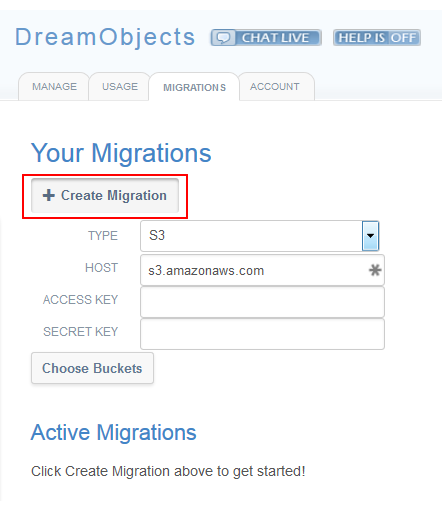 DreamObjects CHAT LIVE HELP IS OFF
MANAGE USAGE MIGRATIONS ACCOUNT
Your Migrations
+ Create Migration
TYPE S3
HOST s3.amazonaws.com
ACCESS KEY
SECRET KEY
Choose Buckets
Active Migrations
Click Create Migration above to get started!